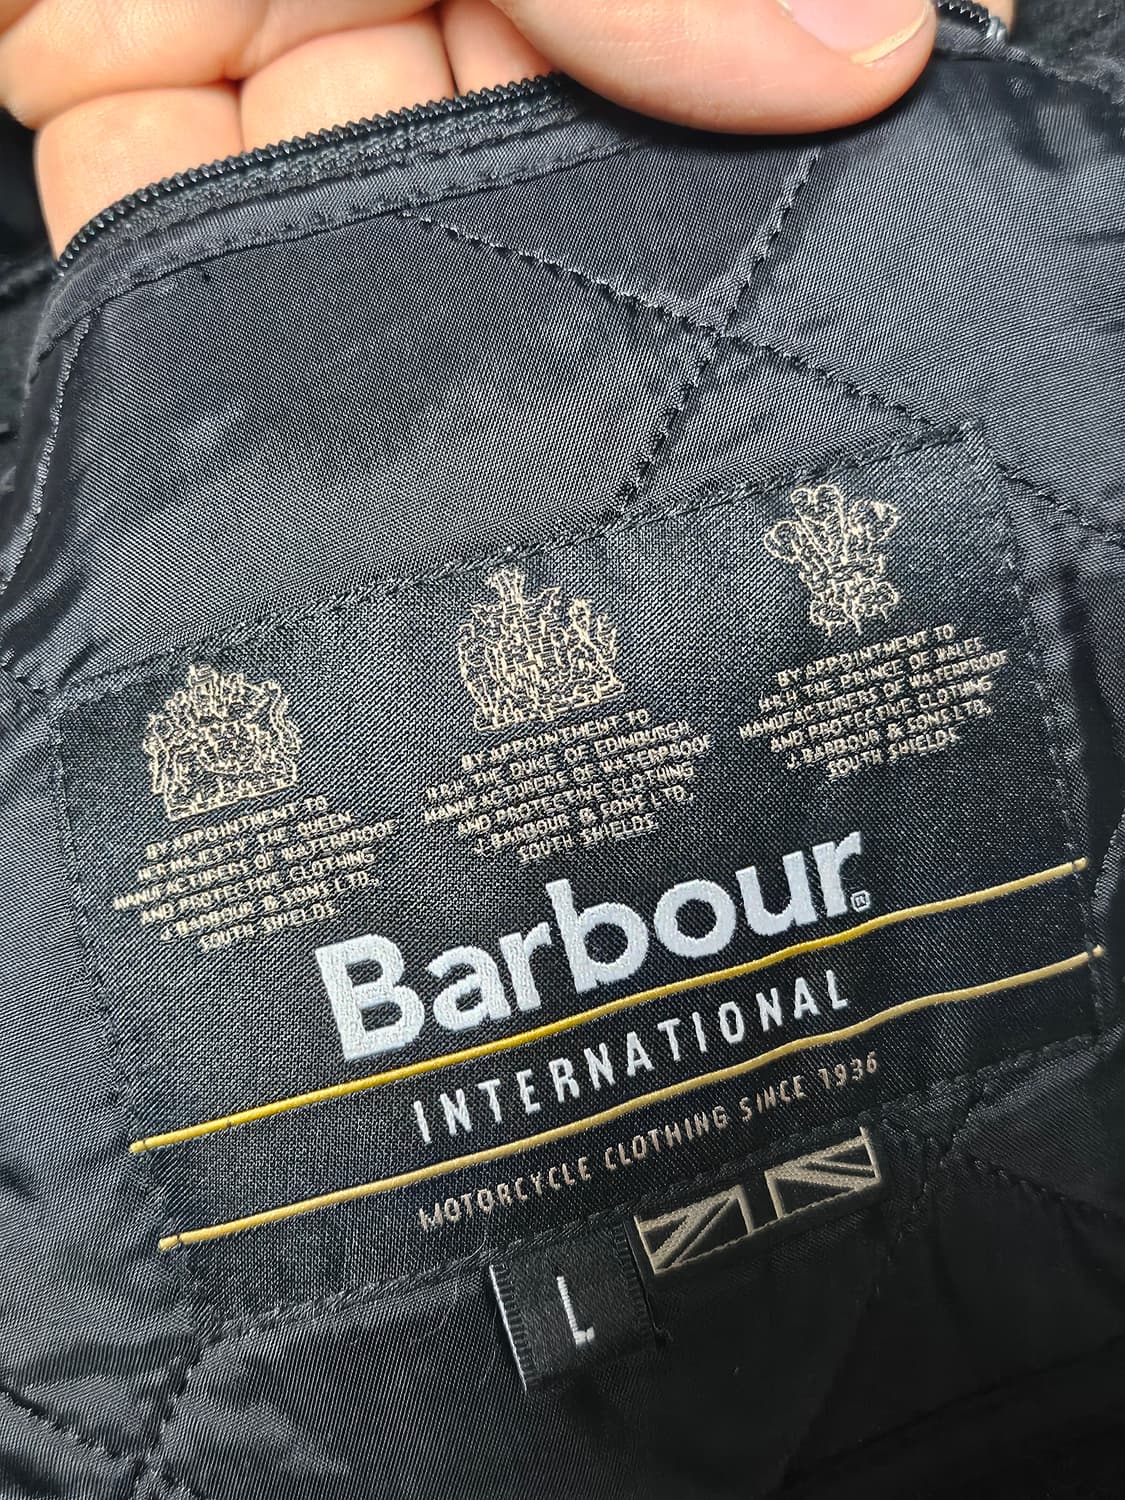 BY APPOINTMENT TO
HER MAJESTY THE QUEEN
MANUFACTURERS OF WATERPROOF
AND PROTECTIVE CLOTHING
J. BARBOUR & SONS LTD.,
SOUTH SHIELDS
BY APPOINTMENT TO
H.R.H. THE DUKE OF EDINBURGH
MANUFACTURERS OF WATERPROOF
AND PROTECTIVE CLOTHING
J. BARBOUR & SONS LTD.,
SOUTH SHIELDS
BY APPOINTMENT TO
H.R.H THE PRINCE OF WALES
MANUFACTURERS OF WATERPROOF
AND PROTECTIVE CLOTHING
J. BARBOUR & SONS LTD.,
SOUTH SHIELDS
Barbour®
INTERNATIONAL
MOTORCYCLE CLOTHING SINCE 1936
L